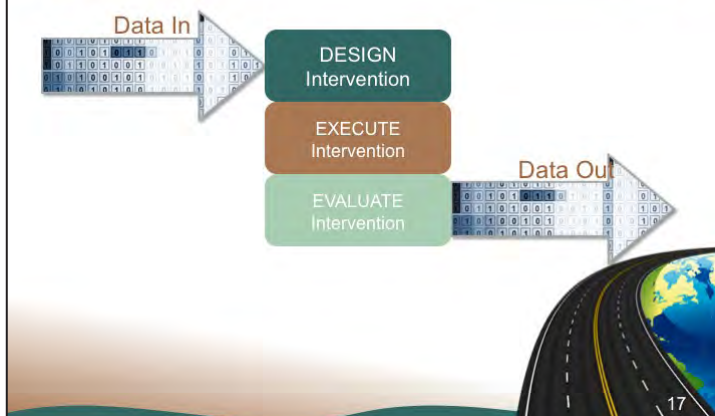 Data In
DESIGN
Intervention
EXECUTE
Intervention
Data Out
EVALUATE
Intervention
17